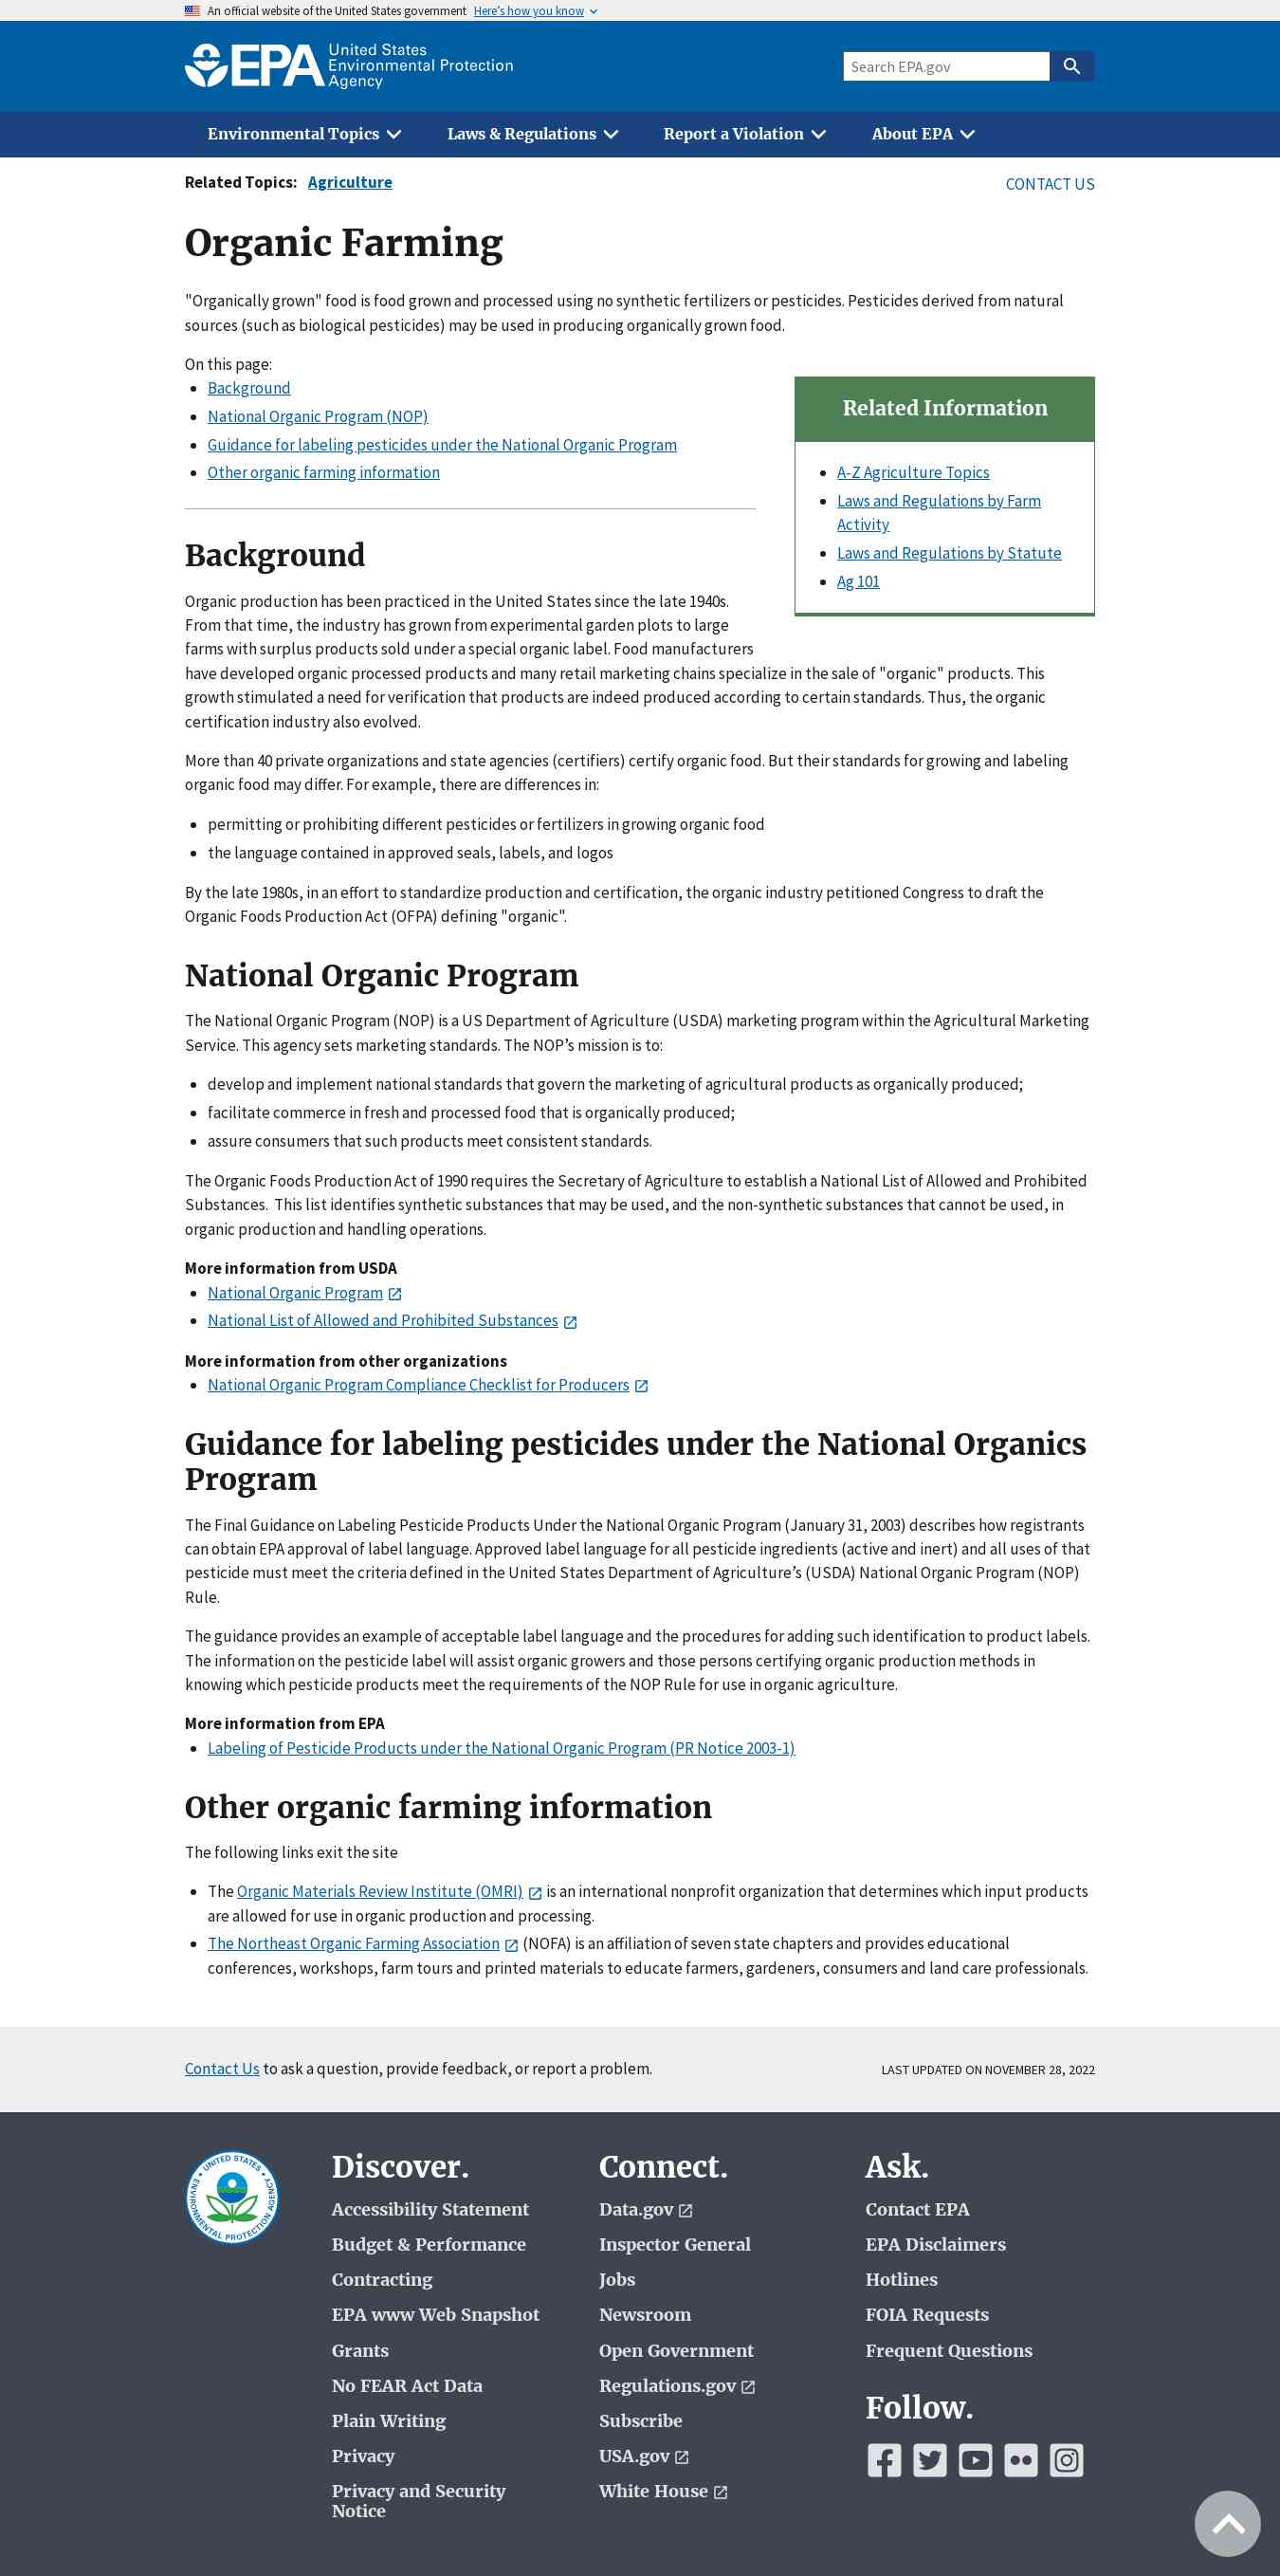 An official website of the United States government Here's how you know
EPA United States
Environmental Protection
Agency
Search EPA.gov
Environmental Topics Laws & Regulations Report a Violation About EPA
Related Topics: Agriculture
CONTACT US
Organic Farming
"Organically grown" food is food grown and processed using no synthetic fertilizers or pesticides. Pesticides derived from natural
sources (such as biological pesticides) may be used in producing organically grown food.
On this page:
Background
National Organic Program (NOP)
Guidance for labeling pesticides under the National Organic Program
Other organic farming information
Related Information
A-Z Agriculture Topics
Laws and Regulations by Farm
Activity
Laws and Regulations by Statute
Ag 101
Background
Organic production has been practiced in the United States since the late 1940s.
From that time, the industry has grown from experimental garden plots to large
farms with surplus products sold under a special organic label. Food manufacturers
have developed organic processed products and many retail marketing chains specialize in the sale of "organic" products. This
growth stimulated a need for verification that products are indeed produced according to certain standards. Thus, the organic
certification industry also evolved.
More than 40 private organizations and state agencies (certifiers) certify organic food. But their standards for growing and labeling
organic food may differ. For example, there are differences in:
permitting or prohibiting different pesticides or fertilizers in growing organic food
the language contained in approved seals, labels, and logos
By the late 1980s, in an effort to standardize production and certification, the organic industry petitioned Congress to draft the
Organic Foods Production Act (OFPA) defining "organic".
National Organic Program
The National Organic Program (NOP) is a US Department of Agriculture (USDA) marketing program within the Agricultural Marketing
Service. This agency sets marketing standards. The NOP's mission is to:
develop and implement national standards that govern the marketing of agricultural products as organically produced;
facilitate commerce in fresh and processed food that is organically produced;
assure consumers that such products meet consistent standards.
The Organic Foods Production Act of 1990 requires the Secretary of Agriculture to establish a National List of Allowed and Prohibited
Substances. This list identifies synthetic substances that may be used, and the non-synthetic substances that cannot be used, in
organic production and handling operations.
More information from USDA
National Organic Program
National List of Allowed and Prohibited Substances
More information from other organizations
National Organic Program Compliance Checklist for Producers
Guidance for labeling pesticides under the National Organics
Program
The Final Guidance on Labeling Pesticide Products Under the National Organic Program (January 31, 2003) describes how registrants
can obtain EPA approval of label language. Approved label language for all pesticide ingredients (active and inert) and all uses of that
pesticide must meet the criteria defined in the United States Department of Agriculture's (USDA) National Organic Program (NOP)
Rule.
The guidance provides an example of acceptable label language and the procedures for adding such identification to product labels.
The information on the pesticide label will assist organic growers and those persons certifying organic production methods in
knowing which pesticide products meet the requirements of the NOP Rule for use in organic agriculture.
More information from EPA
Labeling of Pesticide Products under the National Organic Program (PR Notice 2003-1)
Other organic farming information
The following links exit the site
The Organic Materials Review Institute (OMRI) is an international nonprofit organization that determines which input products
are allowed for use in organic production and processing.
The Northeast Organic Farming Association (NOFA) is an affiliation of seven state chapters and provides educational
conferences, workshops, farm tours and printed materials to educate farmers, gardeners, consumers and land care professionals.
Contact Us to ask a question, provide feedback, or report a problem.
LAST UPDATED ON NOVEMBER 28, 2022
UNITED STATES ENVIRONMENTAL PROTECTION AGENCY
Discover.
Accessibility Statement
Budget & Performance
Contracting
EPA www Web Snapshot
Grants
No FEAR Act Data
Plain Writing
Privacy
Privacy and Security
Notice
Connect.
Data.gov
Inspector General
Jobs
Newsroom
Open Government
Regulations.gov
Subscribe
USA.gov
White House
Ask.
Contact EPA
EPA Disclaimers
Hotlines
FOIA Requests
Frequent Questions
Follow.